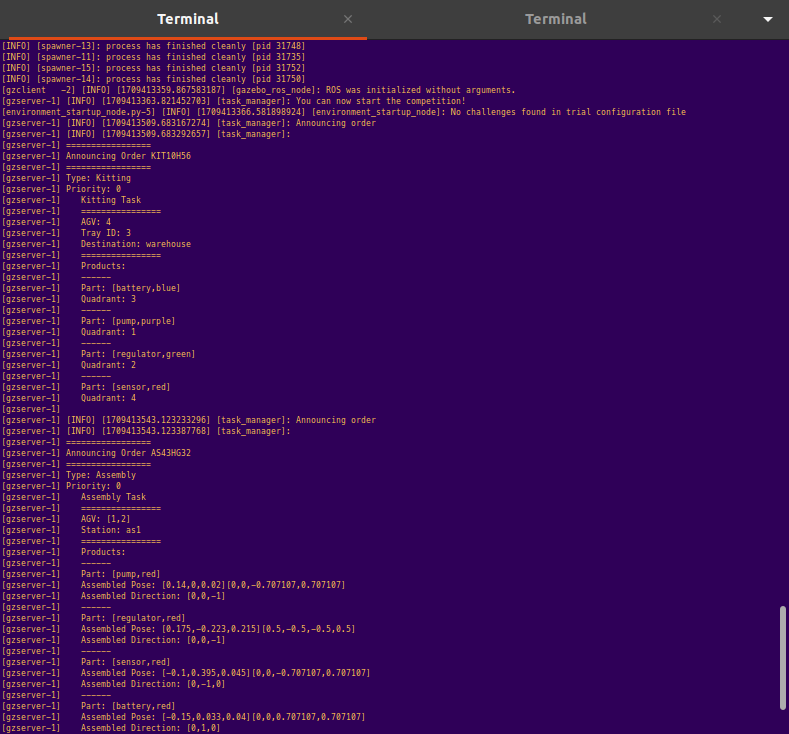 Terminal × Terminal ×
[INFO] [spawner-13]: process has finished cleanly [pid 31748]
[INFO] [spawner-11]: process has finished cleanly [pid 31735]
[INFO] [spawner-15]: process has finished cleanly [pid 31752]
[INFO] [spawner-14]: process has finished cleanly [pid 31750]
[gzclient   -2] [INFO] [1709413359.867583187] [gazebo_ros_node]: ROS was initialized without arguments.
[gzserver-1] [INFO] [1709413363.821452703] [task_manager]: You can now start the competition!
[environment_startup_node.py-5] [INFO] [1709413366.581898924] [environment_startup_node]: No challenges found in trial configuration file
[gzserver-1] [INFO] [1709413509.683167274] [task_manager]: Announcing order
[gzserver-1] [INFO] [1709413509.683292657] [task_manager]:
[gzserver-1] =================
[gzserver-1] Announcing Order KIT10H56
[gzserver-1] =================
[gzserver-1] Type: Kitting
[gzserver-1] Priority: 0
[gzserver-1]    Kitting Task
[gzserver-1]    ================
[gzserver-1]    AGV: 4
[gzserver-1]    Tray ID: 3
[gzserver-1]    Destination: warehouse
[gzserver-1]    ================
[gzserver-1]    Products:
[gzserver-1]    ------
[gzserver-1]    Part: [battery,blue]
[gzserver-1]    Quadrant: 3
[gzserver-1]    ------
[gzserver-1]    Part: [pump,purple]
[gzserver-1]    Quadrant: 1
[gzserver-1]    ------
[gzserver-1]    Part: [regulator,green]
[gzserver-1]    Quadrant: 2
[gzserver-1]    ------
[gzserver-1]    Part: [sensor,red]
[gzserver-1]    Quadrant: 4
[gzserver-1]
[gzserver-1] [INFO] [1709413543.123233296] [task_manager]: Announcing order
[gzserver-1] [INFO] [1709413543.123387768] [task_manager]:
[gzserver-1] =================
[gzserver-1] Announcing Order AS43HG32
[gzserver-1] =================
[gzserver-1] Type: Assembly
[gzserver-1] Priority: 0
[gzserver-1]    Assembly Task
[gzserver-1]    ================
[gzserver-1]    AGV: [1,2]
[gzserver-1]    Station: as1
[gzserver-1]    ================
[gzserver-1]    Products:
[gzserver-1]    ------
[gzserver-1]    Part: [pump,red]
[gzserver-1]    Assembled Pose: [0.14,0,0.02][0,0,-0.707107,0.707107]
[gzserver-1]    Assembled Direction: [0,0,-1]
[gzserver-1]    ------
[gzserver-1]    Part: [regulator,red]
[gzserver-1]    Assembled Pose: [0.175,-0.223,0.215][0.5,-0.5,-0.5,0.5]
[gzserver-1]    Assembled Direction: [0,0,-1]
[gzserver-1]    ------
[gzserver-1]    Part: [sensor,red]
[gzserver-1]    Assembled Pose: [-0.1,0.395,0.045][0,0,-0.707107,0.707107]
[gzserver-1]    Assembled Direction: [0,-1,0]
[gzserver-1]    ------
[gzserver-1]    Part: [battery,red]
[gzserver-1]    Assembled Pose: [-0.15,0.033,0.04][0,0,0.707107,0.707107]
[gzserver-1]    Assembled Direction: [0,1,0]